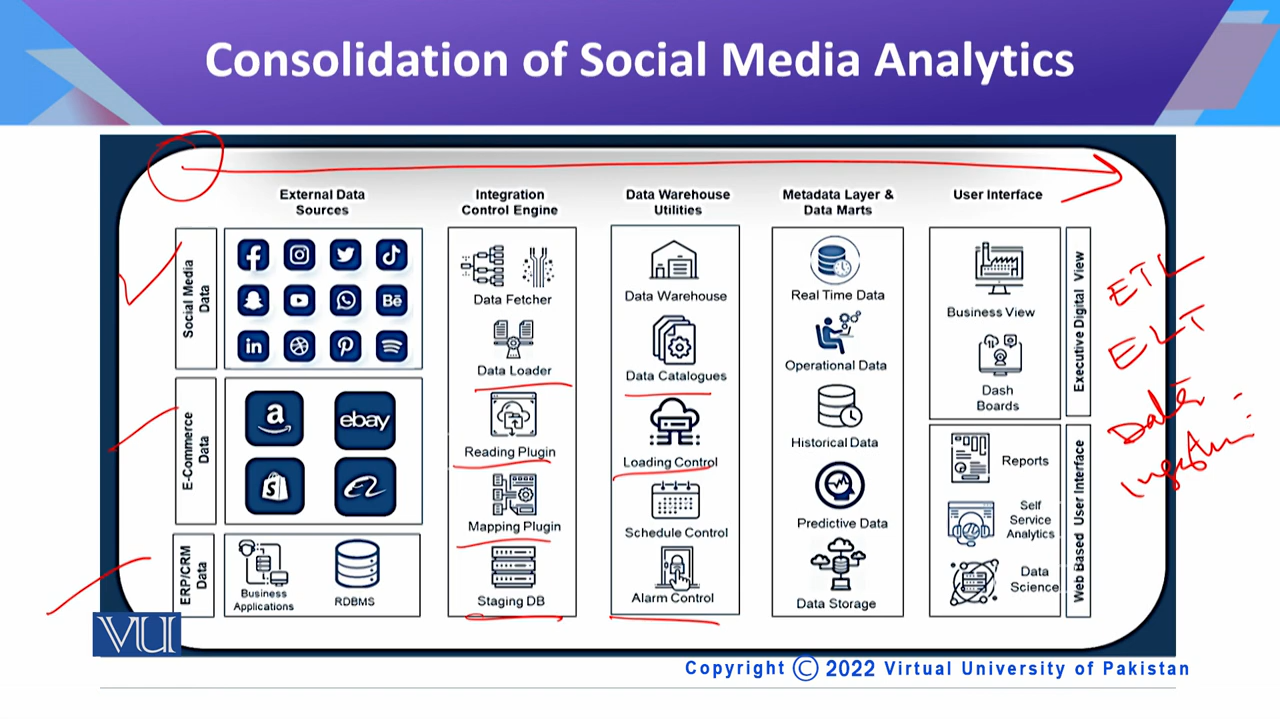 Consolidation of Social Media Analytics
External Data
Sources
Integration
Control Engine
Data Warehouse
Utilities
Metadata Layer &
Data Marts
User Interface
Social Media
Data
E-Commerce
Data
ERP/CRM
Data
Be
in
a
ebay
Business
Applications
RDBMS
Data Fetcher
Data Loader
Reading Plugin
Mapping Plugin
Staging DB
Data Warehouse
Data Catalogues
Loading Control
Schedule Control
Alarm Control
Real Time Data
Operational Data
Historical Data
Predictive Data
Data Storage
Business View
Dash
Boards
Reports
Self
Service
Analytics
Data
Science
Executive Digital View
Web Based User Interface
ETL
ELT
Data
VU
Copyright © 2022 Virtual University of Pakistan